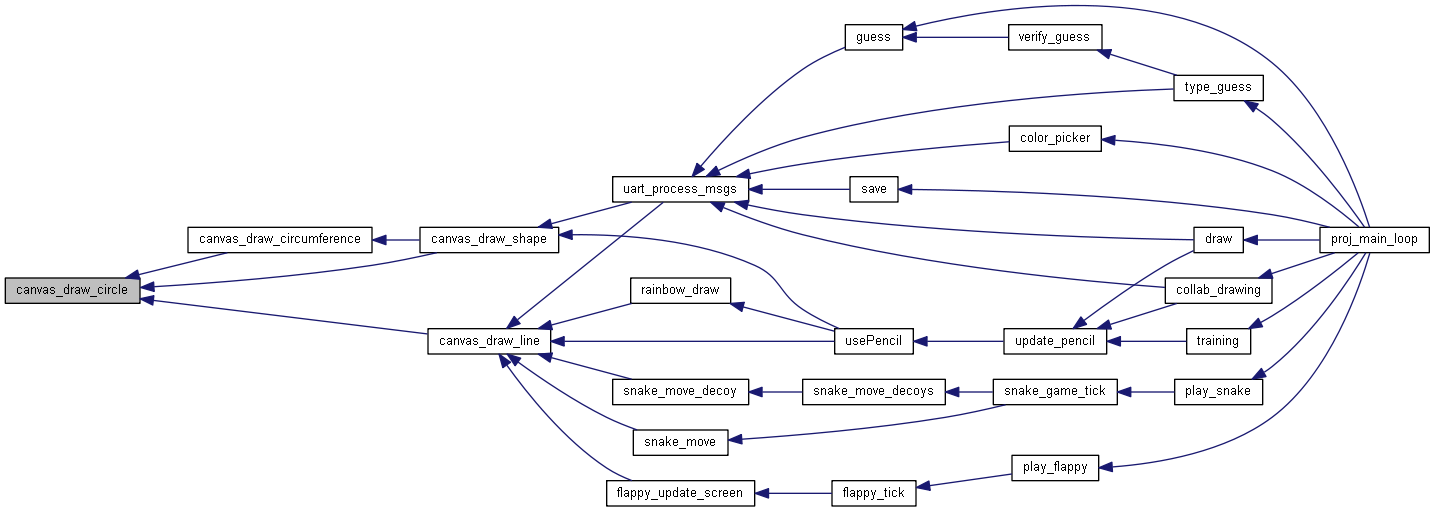 guess
verify_guess
type_guess
color_picker
uart_process_msgs
save
canvas_draw_circumference
canvas_draw_shape
draw
proj_main_loop
canvas_draw_circle
rainbow_draw
collab_drawing
canvas_draw_line
usePencil
update_pencil
training
snake_move_decoy
snake_move_decoys
snake_game_tick
play_snake
snake_move
play_flappy
flappy_update_screen
flappy_tick